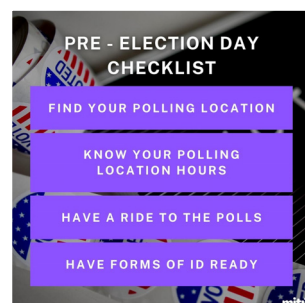 PRE - ELECTION DAY
CHECKLIST
FIND YOUR POLLING LOCATION
KNOW YOUR POLLING
LOCATION HOURS
HAVE A RIDE TO THE POLLS
HAVE FORMS OF ID READY
VOTED